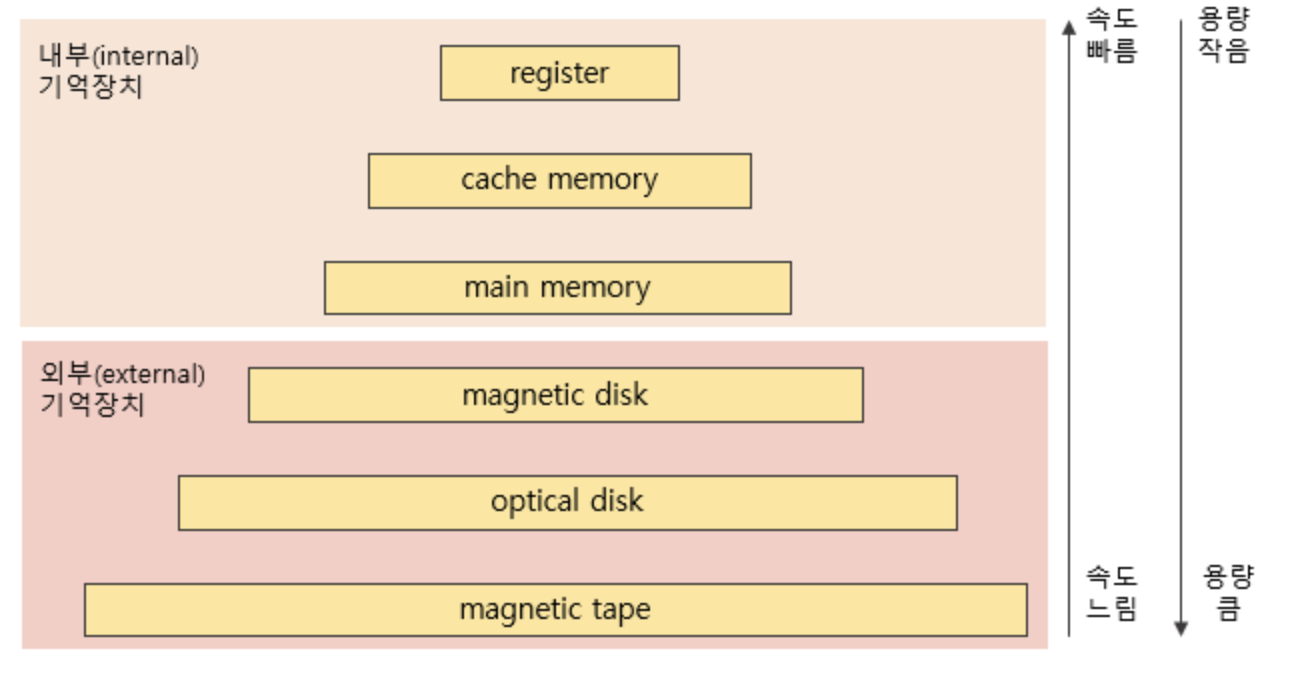 속도
빠름
용량
작음
내부(internal)
기억장치
register
cache memory
main memory
외부(external)
기억장치
magnetic disk
optical disk
magnetic tape
속도
느림
용량
큼